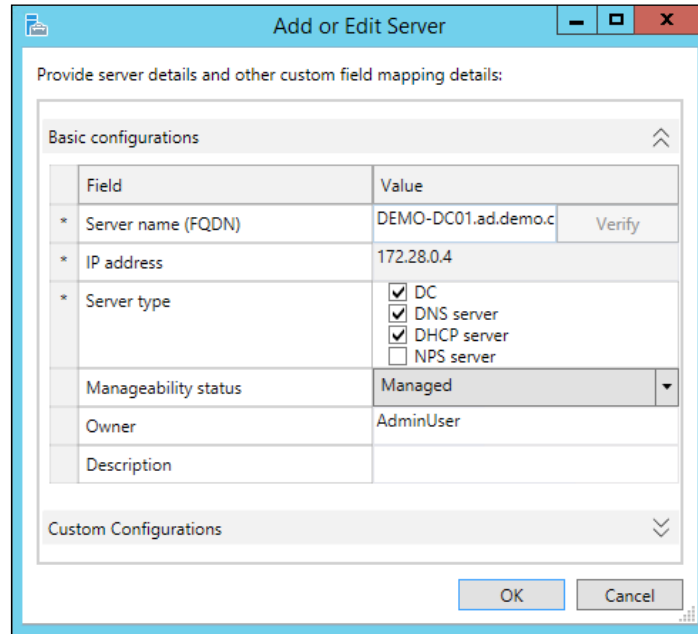 Add or Edit Server
Provide server details and other custom field mapping details:
Basic configurations
Field Value
* Server name (FQDN) DEMO-DC01.ad.demo.c Verify
* IP address 172.28.0.4
* Server type DC
DNS server
DHCP server
NPS server
Manageability status Managed
Owner AdminUser
Description
Custom Configurations
OK Cancel